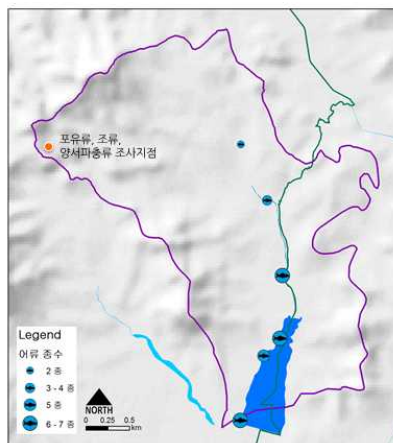 포유류, 조류,
양서파충류 조사지점
Legend
어류 종수
2 종
3 - 4 종
5 종
6 - 7 종
NORTH
0 0.25 0.5
km